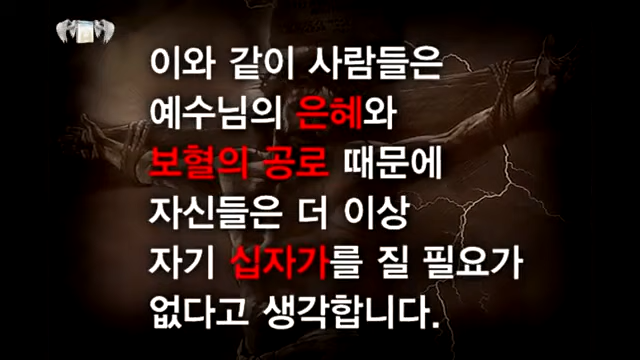 이와 같이 사람들은
예수님의 은혜와
보혈의 공로 때문에
자신들은 더 이상
자기 십자가를 질 필요가
없다고 생각합니다.